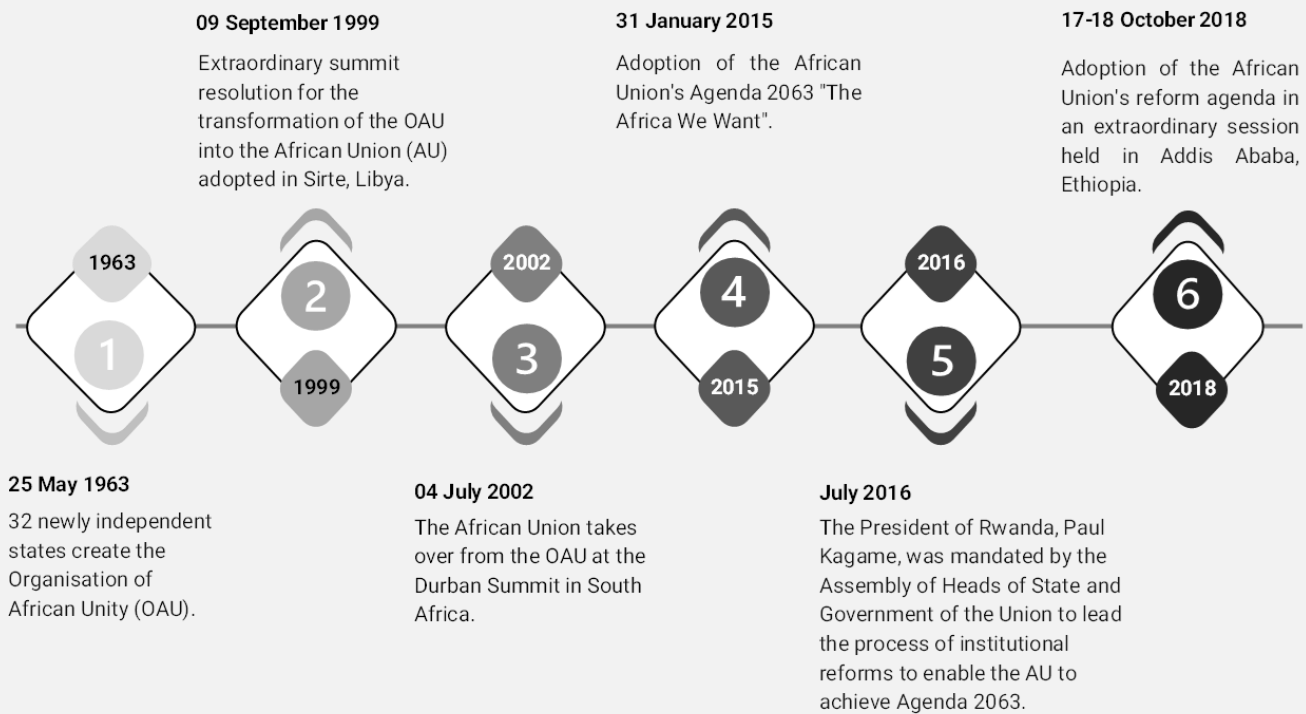 09 September 1999
Extraordinary summit
resolution for the
transformation of the OAU
into the African Union (AU)
adopted in Sirte, Libya.
31 January 2015
Adoption of the African
Union's Agenda 2063 "The
Africa We Want".
17-18 October 2018
Adoption of the African
Union's reform agenda in
an extraordinary session
held in Addis Ababa,
Ethiopia.
1963
1
2
1999
2002
3
4
2015
2016
5
6
2018
25 May 1963
32 newly independent
states create the
Organisation of
African Unity (OAU).
04 July 2002
The African Union takes
over from the OAU at the
Durban Summit in South
Africa.
July 2016
The President of Rwanda, Paul
Kagame, was mandated by the
Assembly of Heads of State and
Government of the Union to lead
the process of institutional
reforms to enable the AU to
achieve Agenda 2063.